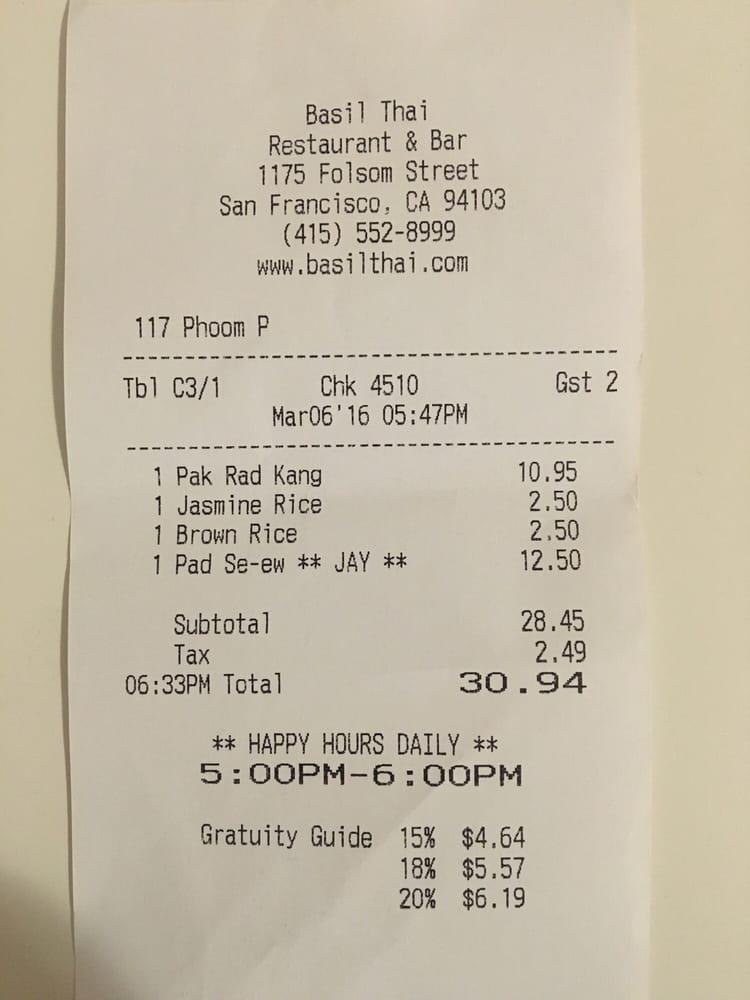 Basil Thai
Restaurant & Bar
1175 Folsom Street
San Francisco, CA 94103
(415) 552-8999
www.basilthai.com
117 Phoom P
--------------------------------------------------
Tbl C3/1 Chk 4510 Gst 2
Mar06'16 05:47PM
--------------------------------------------------
1 Pak Rad Kang 10.95
1 Jasmine Rice 2.50
1 Brown Rice 2.50
1 Pad Se-ew ** JAY ** 12.50
Subtotal 28.45
Tax 2.49
06:33PM Total 30.94
** HAPPY HOURS DAILY **
5:00PM-6:00PM
Gratuity Guide 15% $4.64
18% $5.57
20% $6.19